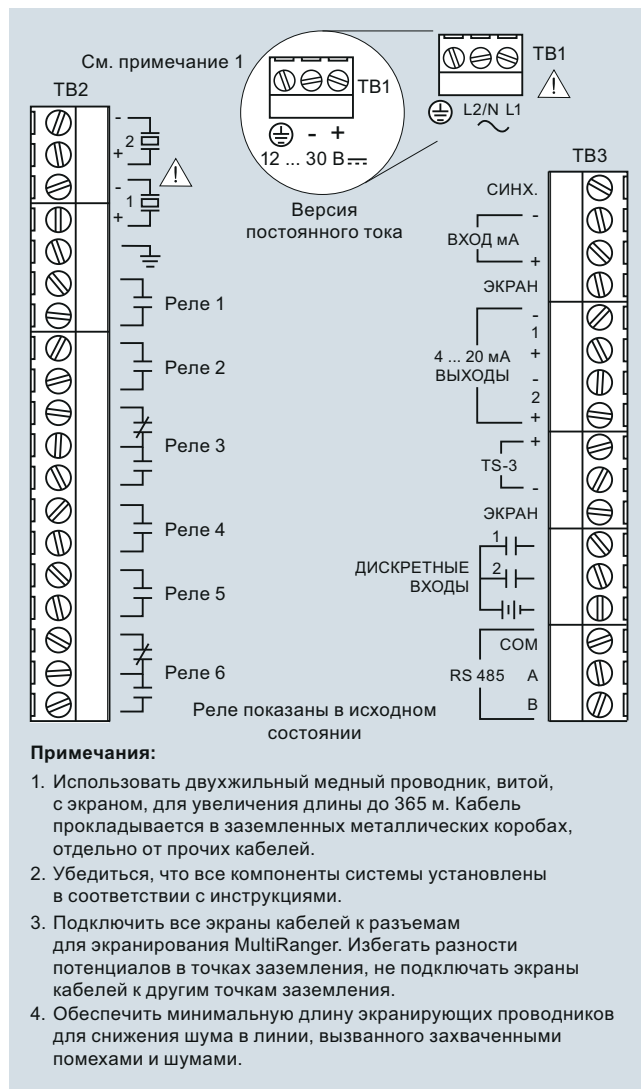 См. примечание 1
TB2
TB1
12 ... 30 В
- +
Версия
постоянного тока
TB1
L2/N L1
TB3
-
2
+
-
1
+
Реле 1
Реле 2
Реле 3
Реле 4
Реле 5
Реле 6
СИНХ.
-
ВХОД мА
+
ЭКРАН
-
1
4 ... 20 мА +
ВЫХОДЫ -
2
+
+
TS-3
-
ЭКРАН
1
ДИСКРЕТНЫЕ 2
ВХОДЫ
COM
RS 485 A
B
Реле показаны в исходном
состоянии
Примечания:
1. Использовать двухжильный медный проводник, витой,
с экраном, для увеличения длины до 365 м. Кабель
прокладывается в заземленных металлических коробах,
отдельно от прочих кабелей.
2. Убедиться, что все компоненты системы установлены
в соответствии с инструкциями.
3. Подключить все экраны кабелей к разъемам
для экранирования MultiRanger. Избегать разности
потенциалов в точках заземления, не подключать экраны
кабелей к другим точкам заземления.
4. Обеспечить минимальную длину экранирующих проводников
для снижения шума в линии, вызванного захваченными
помехами и шумами.